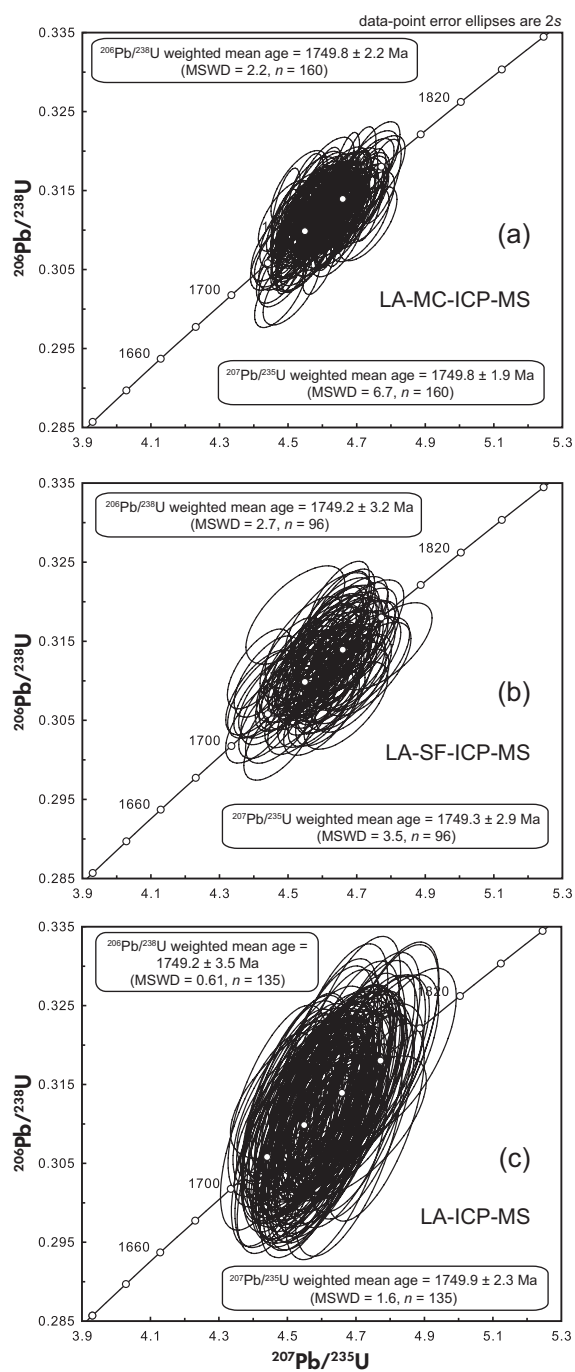 data-point error ellipses are 2s
0.335
0.325
0.315
0.305
0.295
0.285
²⁰⁶Pb/²³⁸U
²⁰⁶Pb/²³⁸U weighted mean age = 1749.8 ± 2.2 Ma
(MSWD = 2.2, n = 160)
1820
1700
1660
(a)
LA-MC-ICP-MS
²⁰⁷Pb/²³⁵U weighted mean age = 1749.8 ± 1.9 Ma
(MSWD = 6.7, n = 160)
3.9 4.1 4.3 4.5 4.7 4.9 5.1 5.3
0.335
0.325
0.315
0.305
0.295
0.285
²⁰⁶Pb/²³⁸U
²⁰⁶Pb/²³⁸U weighted mean age = 1749.2 ± 3.2 Ma
(MSWD = 2.7, n = 96)
1820
1700
1660
(b)
LA-SF-ICP-MS
²⁰⁷Pb/²³⁵U weighted mean age = 1749.3 ± 2.9 Ma
(MSWD = 3.5, n = 96)
3.9 4.1 4.3 4.5 4.7 4.9 5.1 5.3
0.335
0.325
0.315
0.305
0.295
0.285
²⁰⁶Pb/²³⁸U
²⁰⁶Pb/²³⁸U weighted mean age =
1749.2 ± 3.5 Ma
(MSWD = 0.61, n = 135)
1820
1700
1660
(c)
LA-ICP-MS
²⁰⁷Pb/²³⁵U weighted mean age = 1749.9 ± 2.3 Ma
(MSWD = 1.6, n = 135)
3.9 4.1 4.3 4.5 4.7 4.9 5.1 5.3
²⁰⁷Pb/²³⁵U